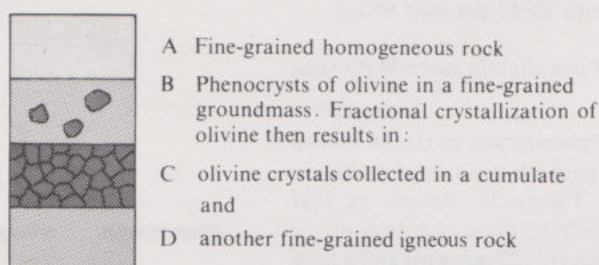 A Fine-grained homogeneous rock
B Phenocrysts of olivine in a fine-grained
groundmass. Fractional crystallization of
olivine then results in:
C olivine crystals collected in a cumulate
and
D another fine-grained igneous rock